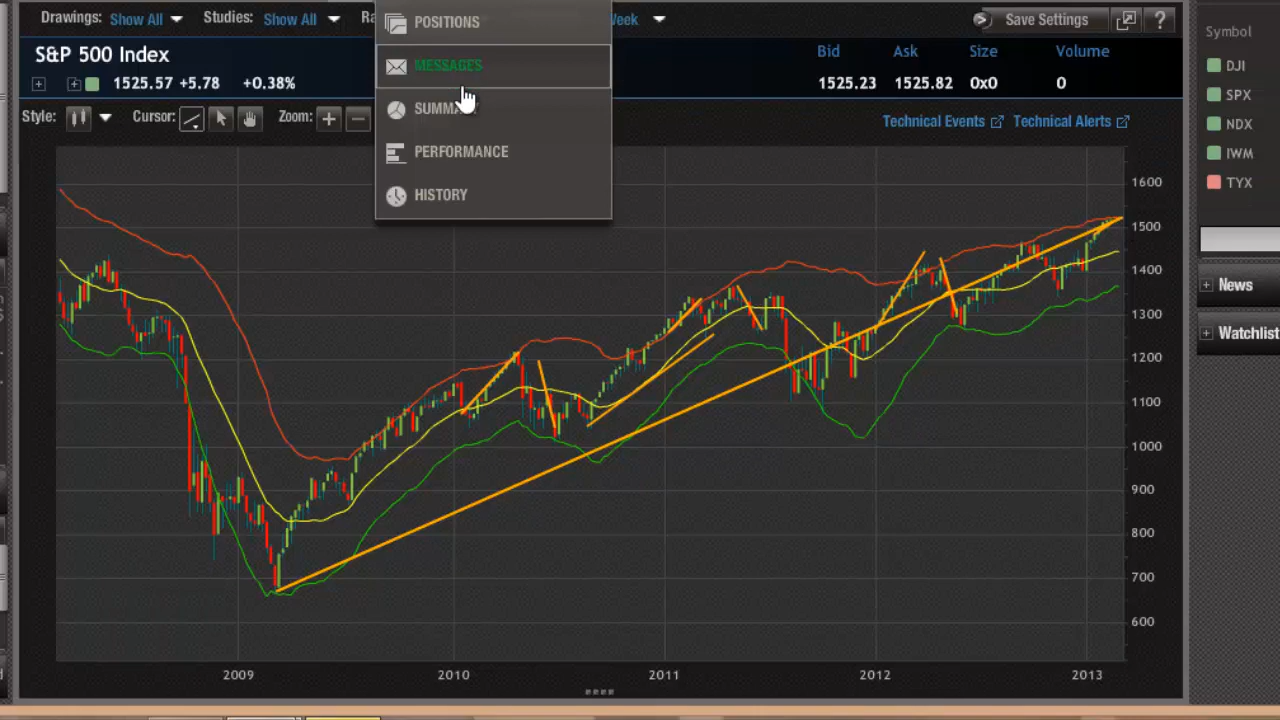 Drawings: Show All Studies: Show All POSITIONS Save Settings ?
S&P 500 Index
MESSAGES
Bid Ask Size Volume
1525.57 +5.78 +0.38% 1525.23 1525.82 0x0 0
Style: Cursor: Zoom:
PERFORMANCE
HISTORY
Technical Events Technical Alerts
1600
1500
1400
1300
1200
1100
1000
900
800
700
600
2009 2010 2011 2012 2013
Symbol
DJI
SPX
NDX
IWM
TYX
News
Watchlist